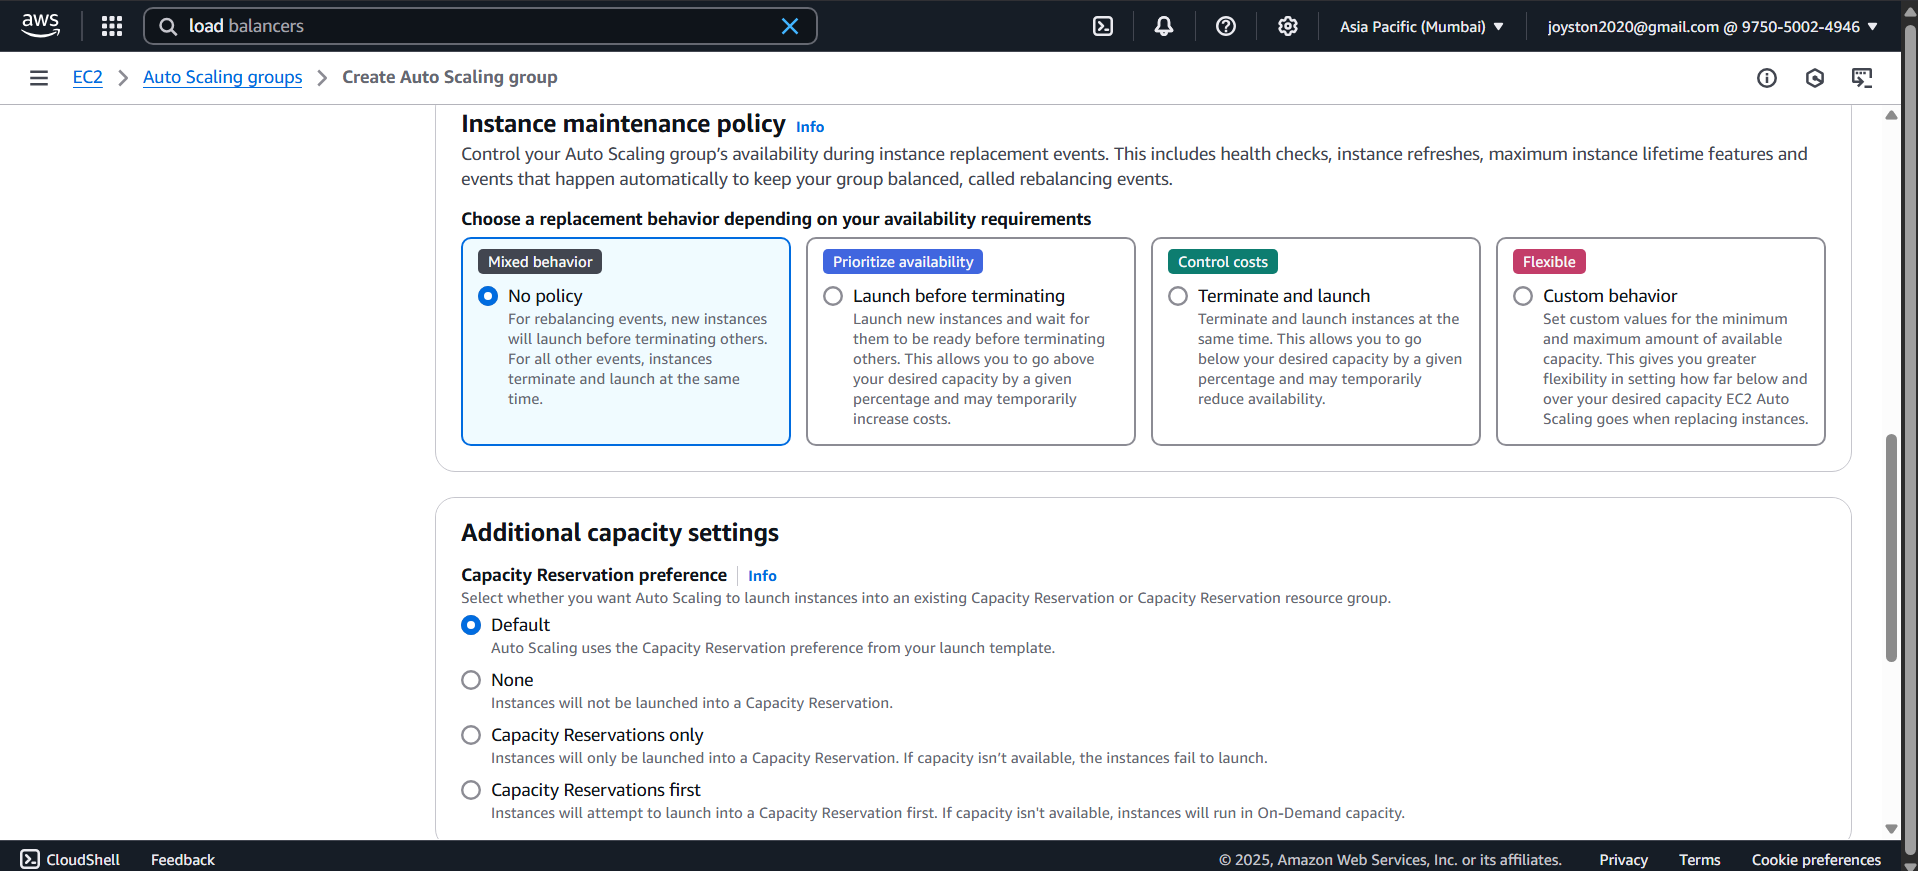 aws
load balancers
Asia Pacific (Mumbai)
joyston2020@gmail.com @ 9750-5002-4946
EC2
Auto Scaling groups
Create Auto Scaling group
Instance maintenance policy Info
Control your Auto Scaling group’s availability during instance replacement events. This includes health checks, instance refreshes, maximum instance lifetime features and
events that happen automatically to keep your group balanced, called rebalancing events.
Choose a replacement behavior depending on your availability requirements
Mixed behavior
No policy
For rebalancing events, new instances
will launch before terminating others.
For all other events, instances
terminate and launch at the same
time.
Prioritize availability
Launch before terminating
Launch new instances and wait for
them to be ready before terminating
others. This allows you to go above
your desired capacity by a given
percentage and may temporarily
increase costs.
Control costs
Terminate and launch
Terminate and launch instances at the
same time. This allows you to go
below your desired capacity by a given
percentage and may temporarily
reduce availability.
Flexible
Custom behavior
Set custom values for the minimum
and maximum amount of available
capacity. This gives you greater
flexibility in setting how far below and
over your desired capacity EC2 Auto
Scaling goes when replacing instances.
Additional capacity settings
Capacity Reservation preference Info
Select whether you want Auto Scaling to launch instances into an existing Capacity Reservation or Capacity Reservation resource group.
Default
Auto Scaling uses the Capacity Reservation preference from your launch template.
None
Instances will not be launched into a Capacity Reservation.
Capacity Reservations only
Instances will only be launched into a Capacity Reservation. If capacity isn’t available, the instances fail to launch.
Capacity Reservations first
Instances will attempt to launch into a Capacity Reservation first. If capacity isn't available, instances will run in On-Demand capacity.
CloudShell
Feedback
© 2025, Amazon Web Services, Inc. or its affiliates.
Privacy
Terms
Cookie preferences